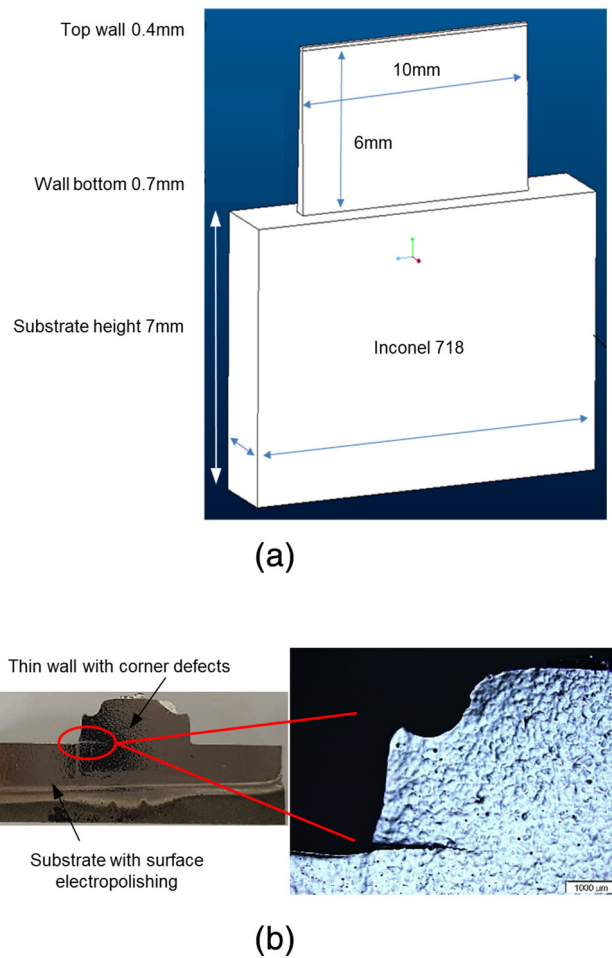 Top wall 0.4mm
10mm
6mm
Wall bottom 0.7mm
Substrate height 7mm
Inconel 718
(a)
Thin wall with corner defects
Substrate with surface
electropolishing
1000 µm
(b)